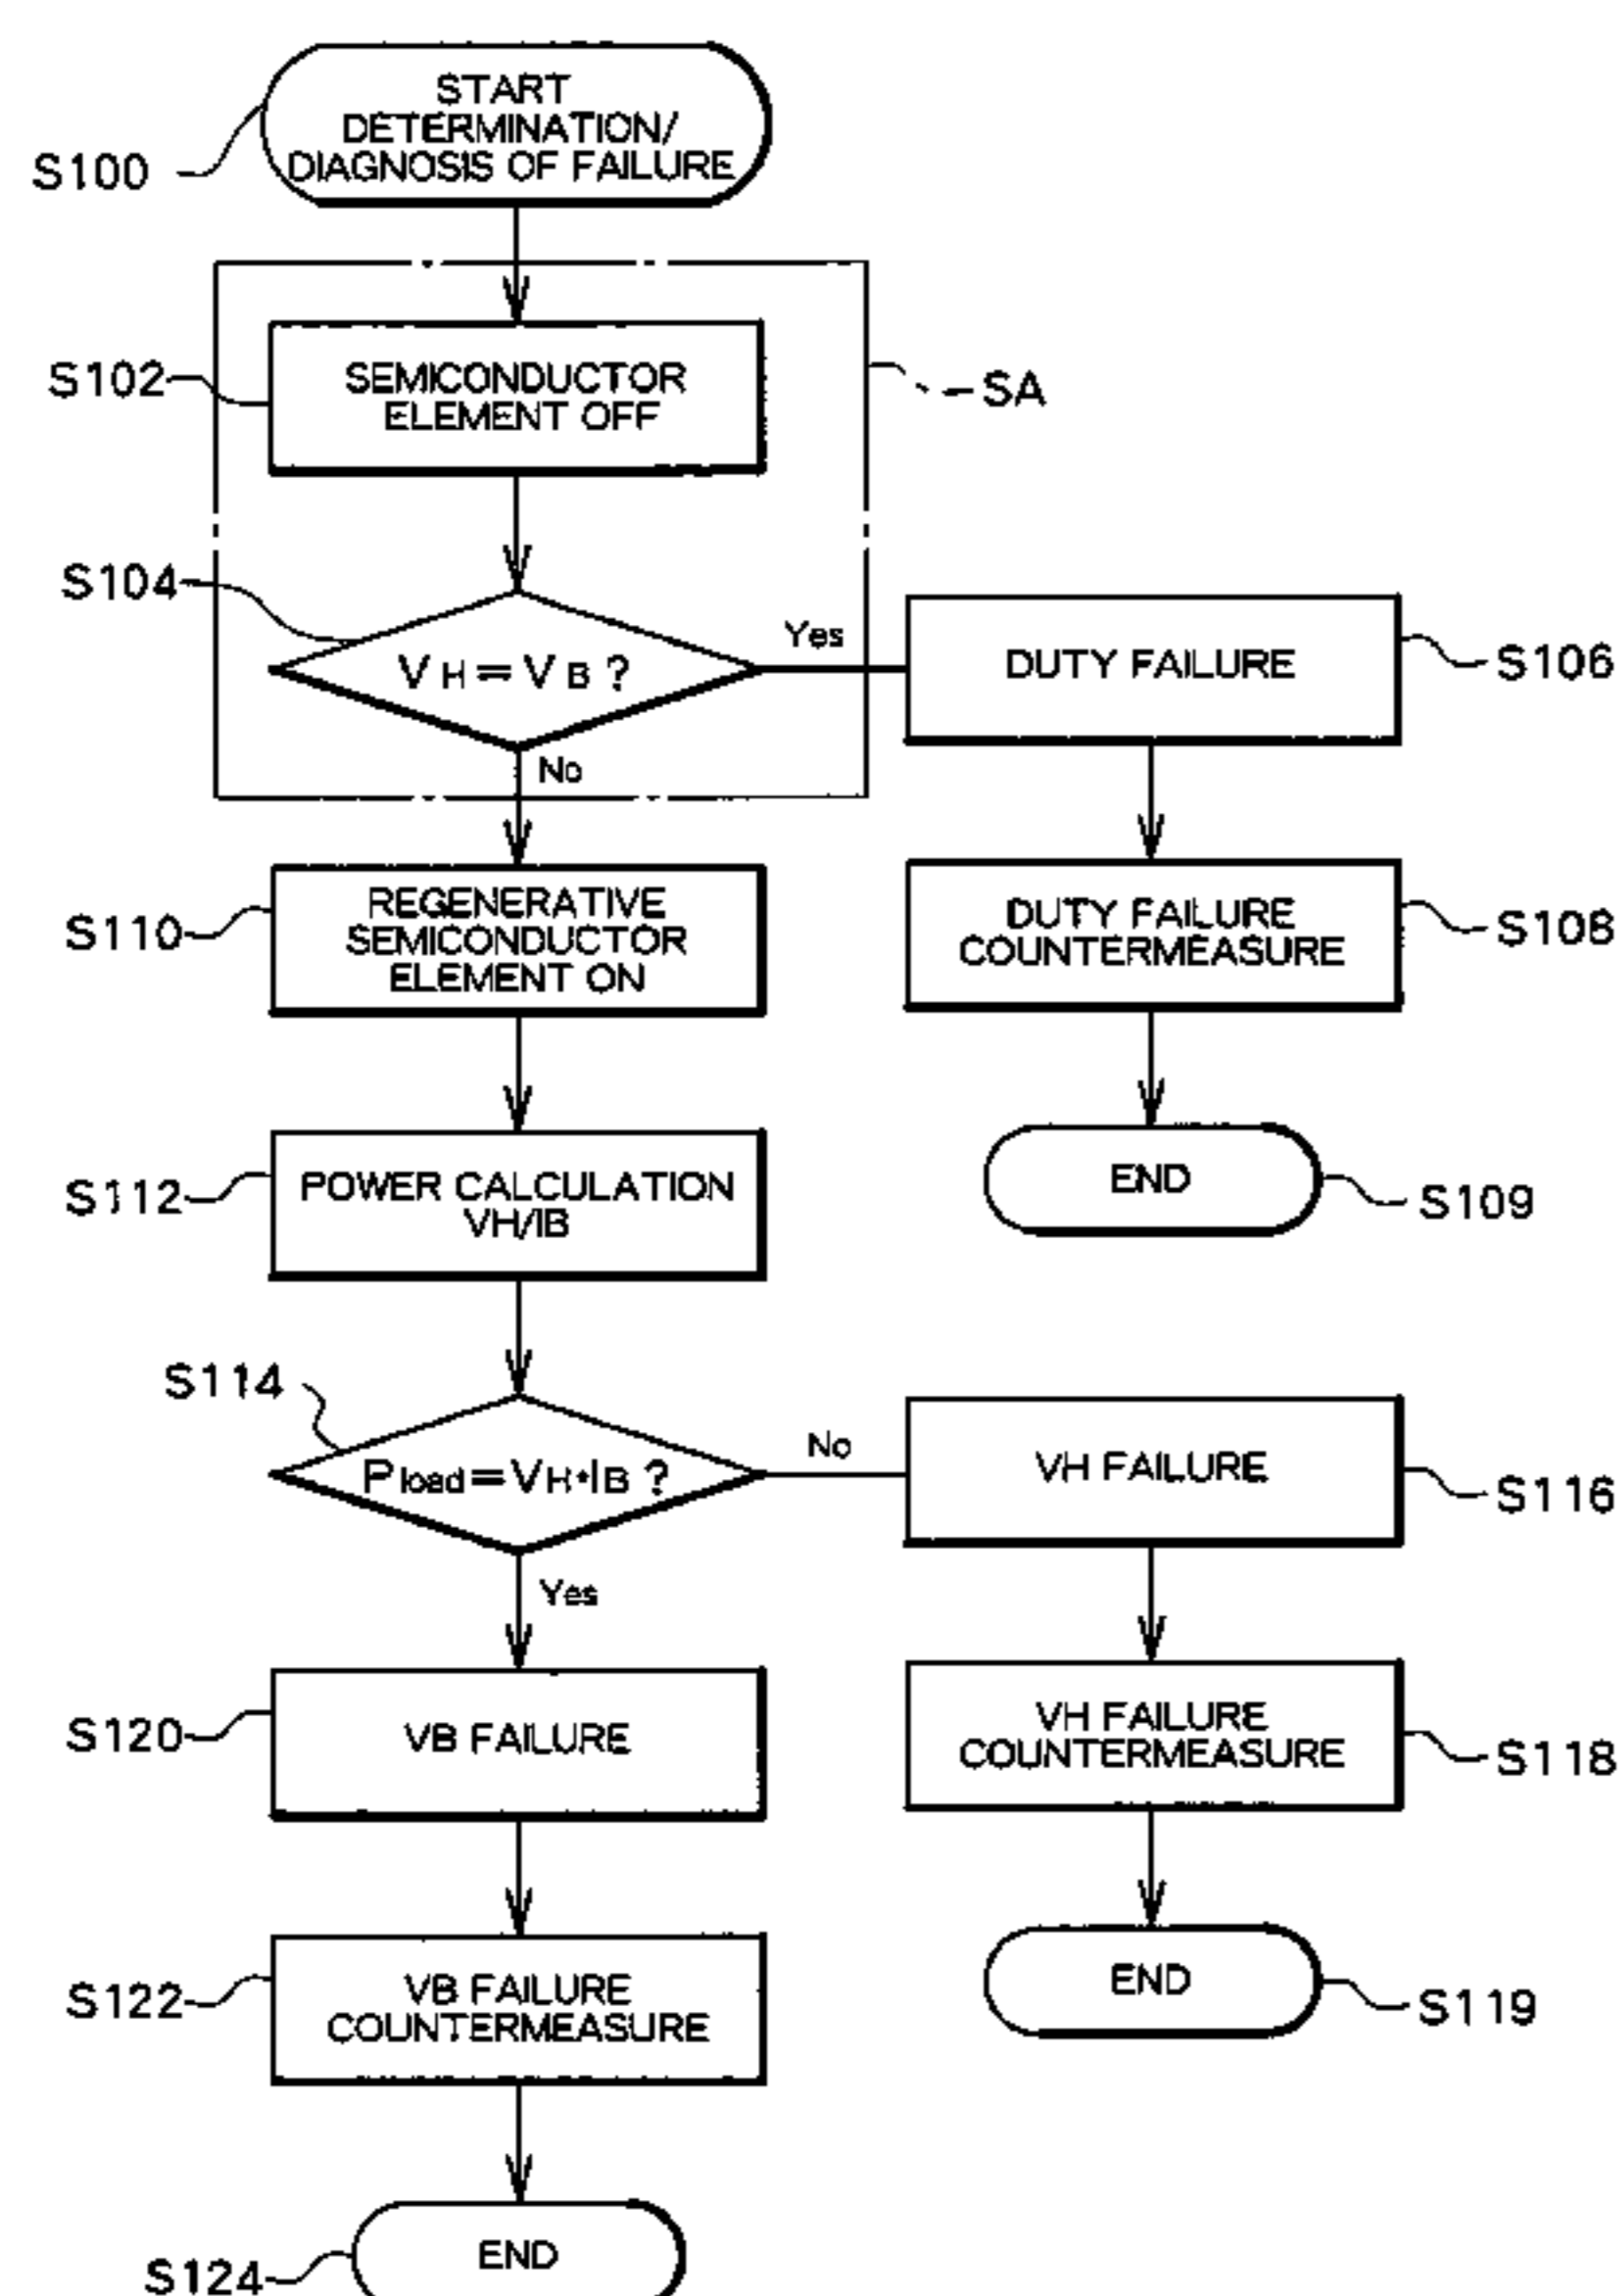 START
DETERMINATION/
DIAGNOSIS OF FAILURE
S100
SEMICONDUCTOR
ELEMENT OFF
S102
SA
S104
VH=VB?
Yes
DUTY FAILURE
S106
No
REGENERATIVE
SEMICONDUCTOR
ELEMENT ON
S110
DUTY FAILURE
COUNTERMEASURE
S108
POWER CALCULATION
VH/IB
S112
END
S109
S114
Pload=VH·IB?
No
VH FAILURE
S116
Yes
VB FAILURE
S120
VH FAILURE
COUNTERMEASURE
S118
VB FAILURE
COUNTERMEASURE
S122
END
S119
END
S124